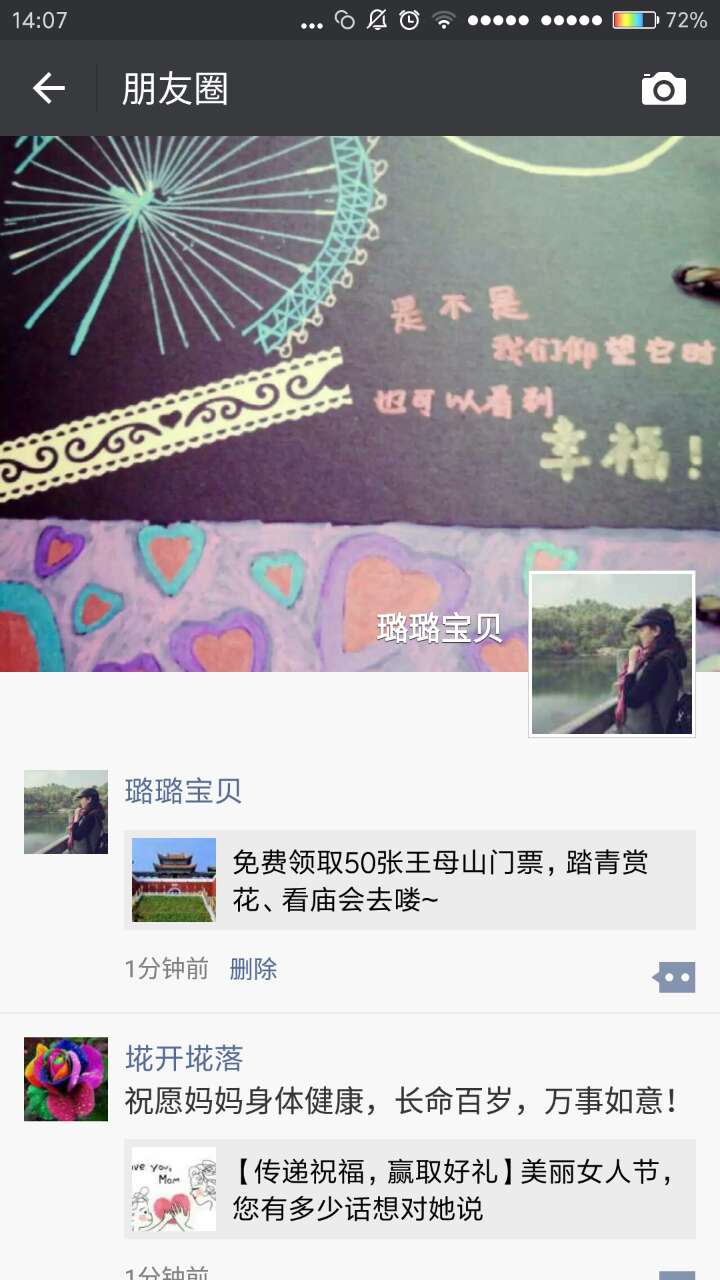 14:07
72%
朋友圈
是不是
我们仰望它时
也可以看到
幸福！
璐璐宝贝
璐璐宝贝
免费领取50张王母山门票，踏青赏
花、看庙会去喽~
1分钟前 删除
埖开埖落
祝愿妈妈身体健康，长命百岁，万事如意！
ve you,
Mom
【传递祝福，赢取好礼】美丽女人节，
您有多少话想对她说
1分钟前